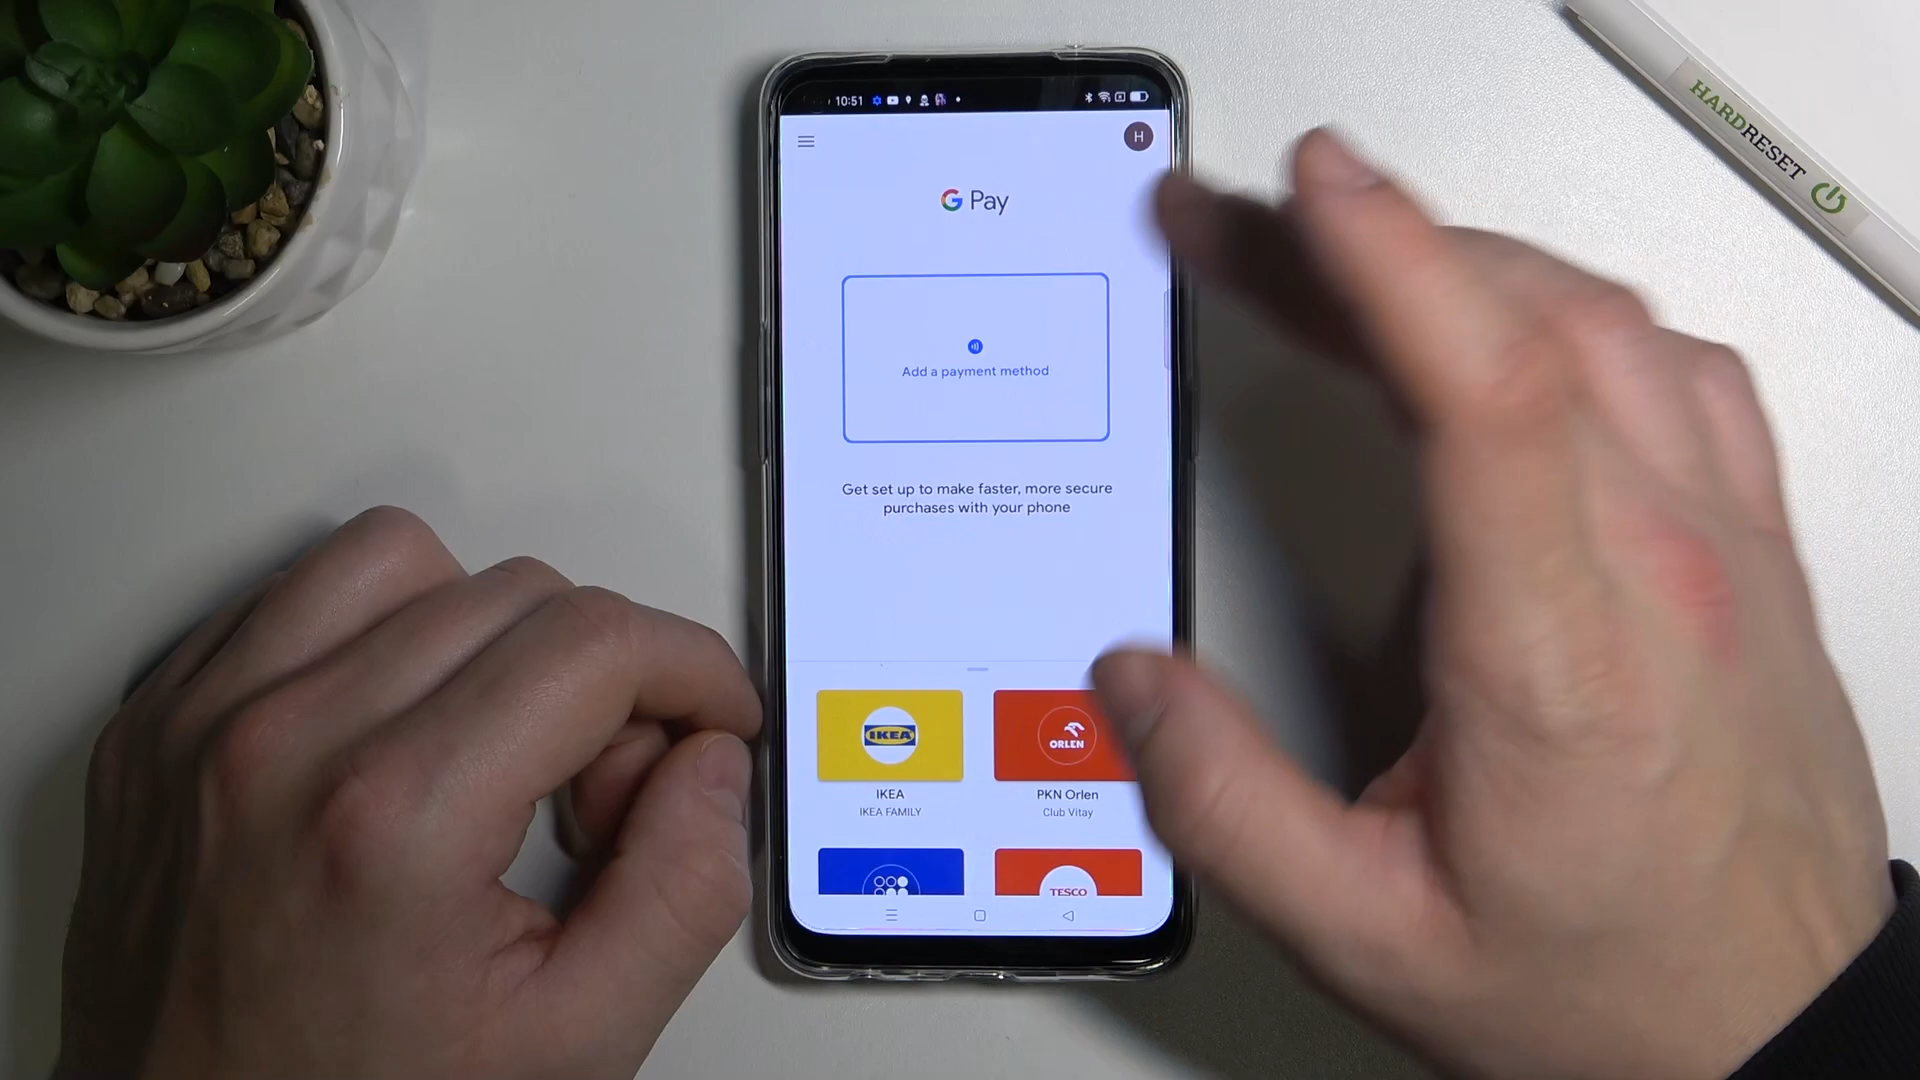 10:51
H
G Pay
Add a payment method
Get set up to make faster, more secure
purchases with your phone
IKEA
ORLEN
IKEA
PKN Orlen
IKEA FAMILY
Club Vitay
TESCO
HARDRESET